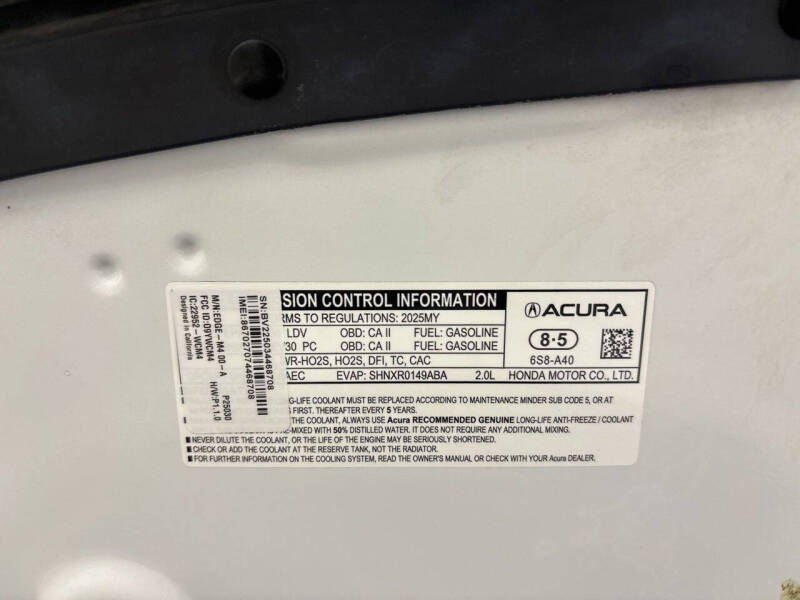 SION CONTROL INFORMATION
RMS TO REGULATIONS: 2025MY
LDV OBD: CA II FUEL: GASOLINE
/30 PC OBD: CA II FUEL: GASOLINE
WR-HO2S, HO2S, DFI, TC, CAC
AEC EVAP: SHNXR0149ABA 2.0L
ACURA
8·5
6S8-A40
HONDA MOTOR CO., LTD.
NG-LIFE COOLANT MUST BE REPLACED ACCORDING TO MAINTENANCE MINDER SUB CODE 5, OR AT
S FIRST. THEREAFTER EVERY 5 YEARS.
THE COOLANT, ALWAYS USE Acura RECOMMENDED GENUINE LONG-LIFE ANTI-FREEZE / COOLANT
E-MIXED WITH 50% DISTILLED WATER. IT DOES NOT REQUIRE ANY ADDITIONAL MIXING.
NEVER DILUTE THE COOLANT, OR THE LIFE OF THE ENGINE MAY BE SERIOUSLY SHORTENED.
CHECK OR ADD THE COOLANT AT THE RESERVE TANK, NOT THE RADIATOR.
FOR FURTHER INFORMATION ON THE COOLING SYSTEM, READ THE OWNER'S MANUAL OR CHECK WITH YOUR Acura DEALER.
SN:BV225034468708
IMEI:867027074468708
M/N:EDGE-M4 00-A P25030
FCC ID:O9YWCM4 H/W:P1.1.0
IC:22952-WCM4
Designed in California